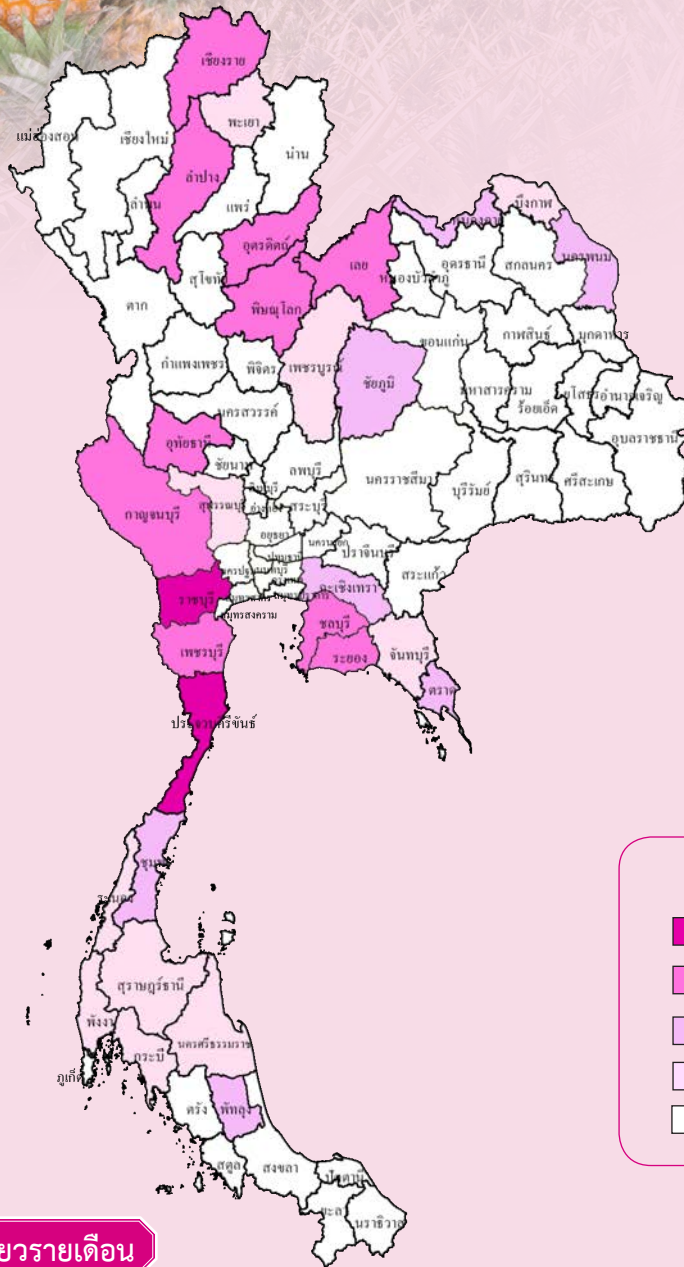 เชียงราย
พะเยา
แม่ฮ่องสอน
เชียงใหม่
น่าน
ลำปาง
ลำพูน
แพร่
บึงกาฬ
อุตรดิตถ์
เลย
อุดรธานี
สกลนคร
นครพนม
สุโขทัย
หนองบัวลำภู
พิษณุโลก
ตาก
กำแพงเพชร
พิจิตร
เพชรบูรณ์
ชัยภูมิ
ขอนแก่น
กาฬสินธุ์
มุกดาหาร
มหาสารคาม
ร้อยเอ็ด
ยโสธร
อำนาจเจริญ
นครสวรรค์
อุบลราชธานี
อุทัยธานี
ชัยนาท
ลพบุรี
นครราชสีมา
บุรีรัมย์
สุรินทร์
ศรีสะเกษ
กาญจนบุรี
สุพรรณบุรี
สระบุรี
อยุธยา
ปราจีนบุรี
สระแก้ว
ราชบุรี
ฉะเชิงเทรา
สมุทรสงคราม
ชลบุรี
เพชรบุรี
ระยอง
จันทบุรี
ตราด
ประจวบคีรีขันธ์
ชุมพร
ระนอง
สุราษฎร์ธานี
พังงา
นครศรีธรรมราช
กระบี่
ภูเก็ต
ตรัง
พัทลุง
สตูล
สงขลา
ปัตตานี
ยะลา
นราธิวาส
ยวรายเดือน